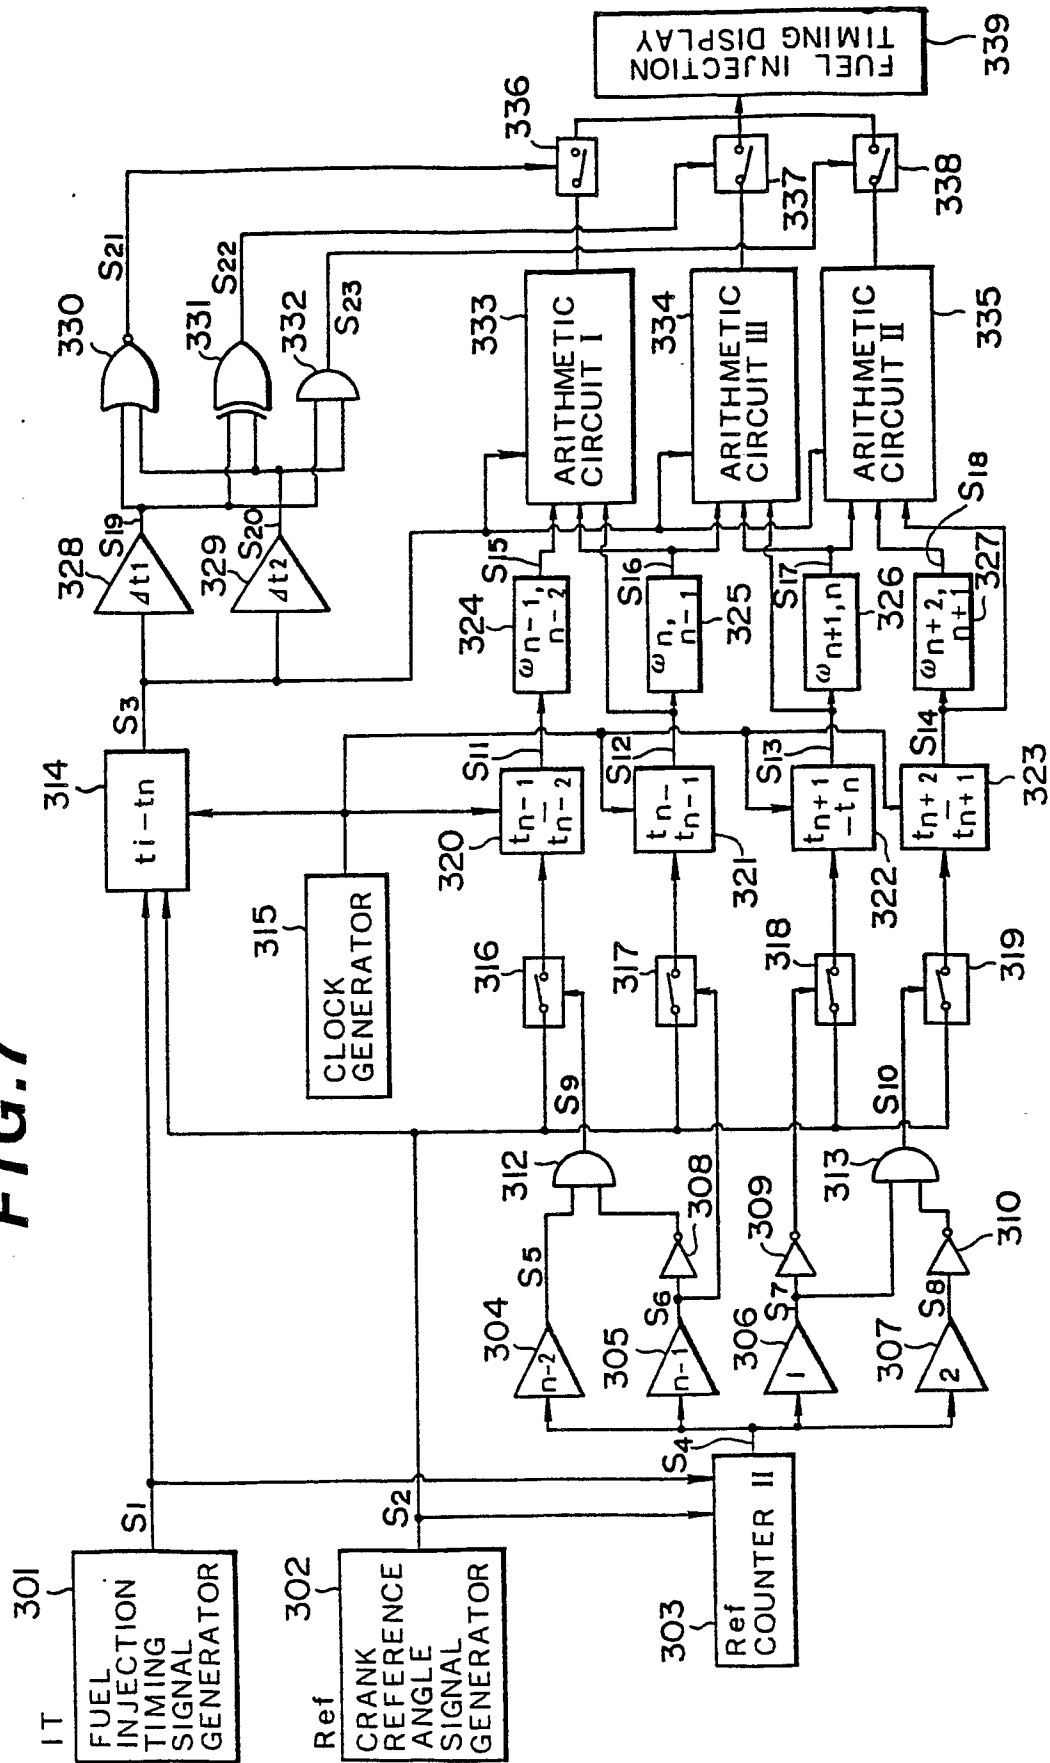 FIG.7
IT
301
FUEL
INJECTION
TIMING
SIGNAL
GENERATOR
S1
Ref
302
CRANK
REFERENCE
ANGLE
SIGNAL
GENERATOR
S2
303
Ref
COUNTER II
S4
304
n-2
S5
305
n-1
S6
308
306
1
S7
309
307
2
S8
310
312
S9
313
S10
314
ti-tn
S3
315
CLOCK
GENERATOR
316
317
318
319
320
tn-1
—
tn-2
S11
321
tn-
tn-1
S12
322
tn+1
-tn
S13
323
tn+2
—
tn+1
S14
324
ωn-1,
n-2
S15
325
ωn,
n-1
S16
326
ωn+1,n
S17
327
ωn+2,
n+1
S18
328
Δt1
S19
329
Δt2
S20
330
S21
331
S22
332
S23
333
ARITHMETIC
CIRCUIT I
334
ARITHMETIC
CIRCUIT III
335
ARITHMETIC
CIRCUIT II
336
337
338
FUEL INJECTION
TIMING DISPLAY
339